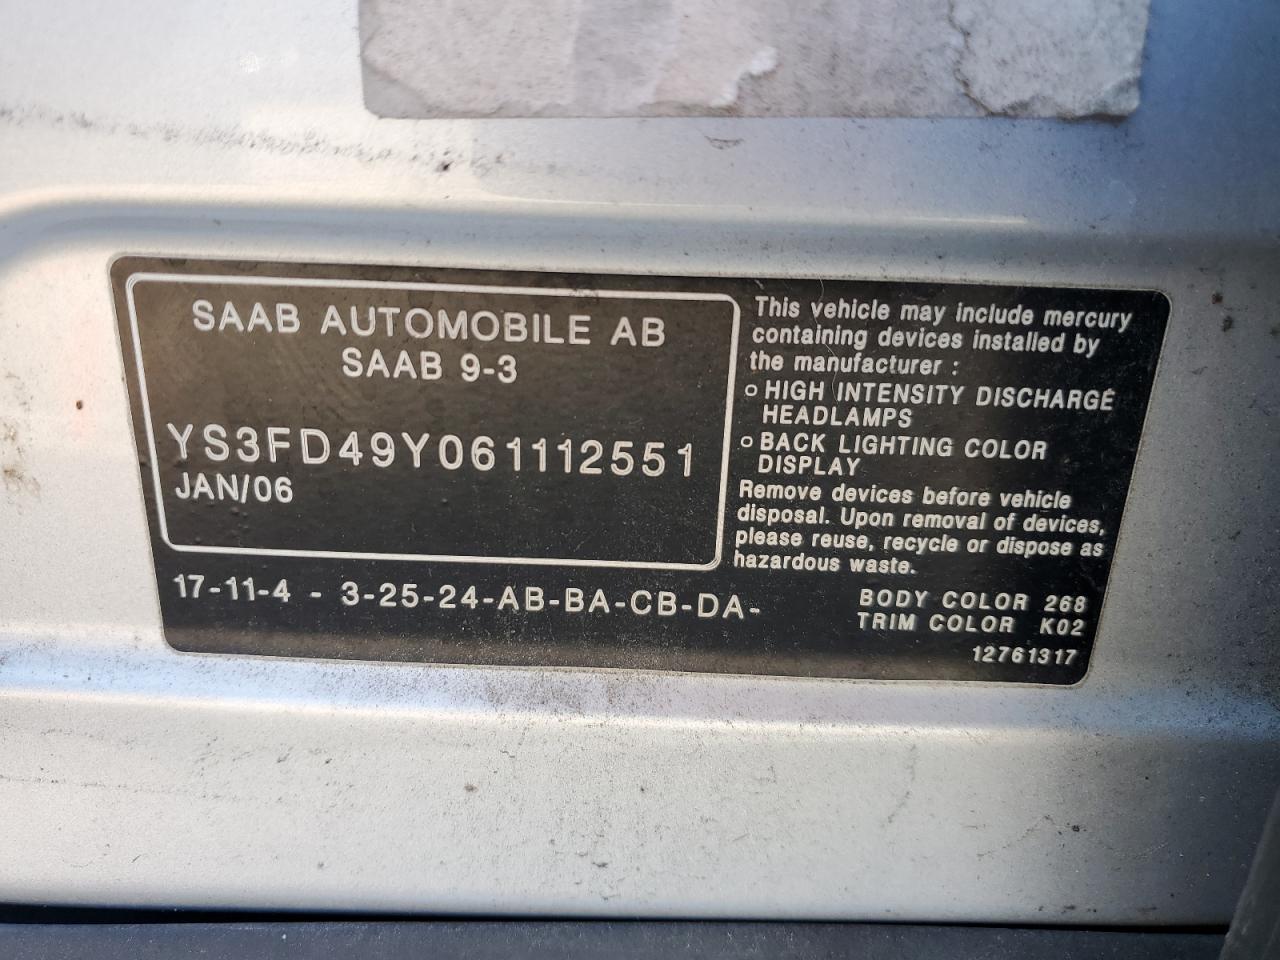 SAAB AUTOMOBILE AB
SAAB 9-3
YS3FD49Y061112551
JAN/06
17-11-4 - 3-25-24-AB-BA-CB-DA-
This vehicle may include mercury
containing devices installed by
the manufacturer :
o HIGH INTENSITY DISCHARGE
HEADLAMPS
o BACK LIGHTING COLOR
DISPLAY
Remove devices before vehicle
disposal. Upon removal of devices,
please reuse, recycle or dispose as
hazardous waste.
BODY COLOR 268
TRIM COLOR K02
12761317